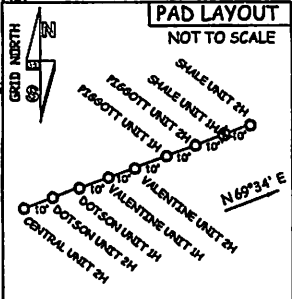 PAD LAYOUT
NOT TO SCALE
GRID NORTH
N
SHALE UNIT 2H
SHALE UNIT 1H
PIGGOTT UNIT 2H
PIGGOTT UNIT 1H
10' 10' 10' 10' 10' 10' 10'
N 69°34' E
VALENTINE UNIT 2H
VALENTINE UNIT 1H
DOTSON UNIT 1H
DOTSON UNIT 2H
CENTRAL UNIT 2H